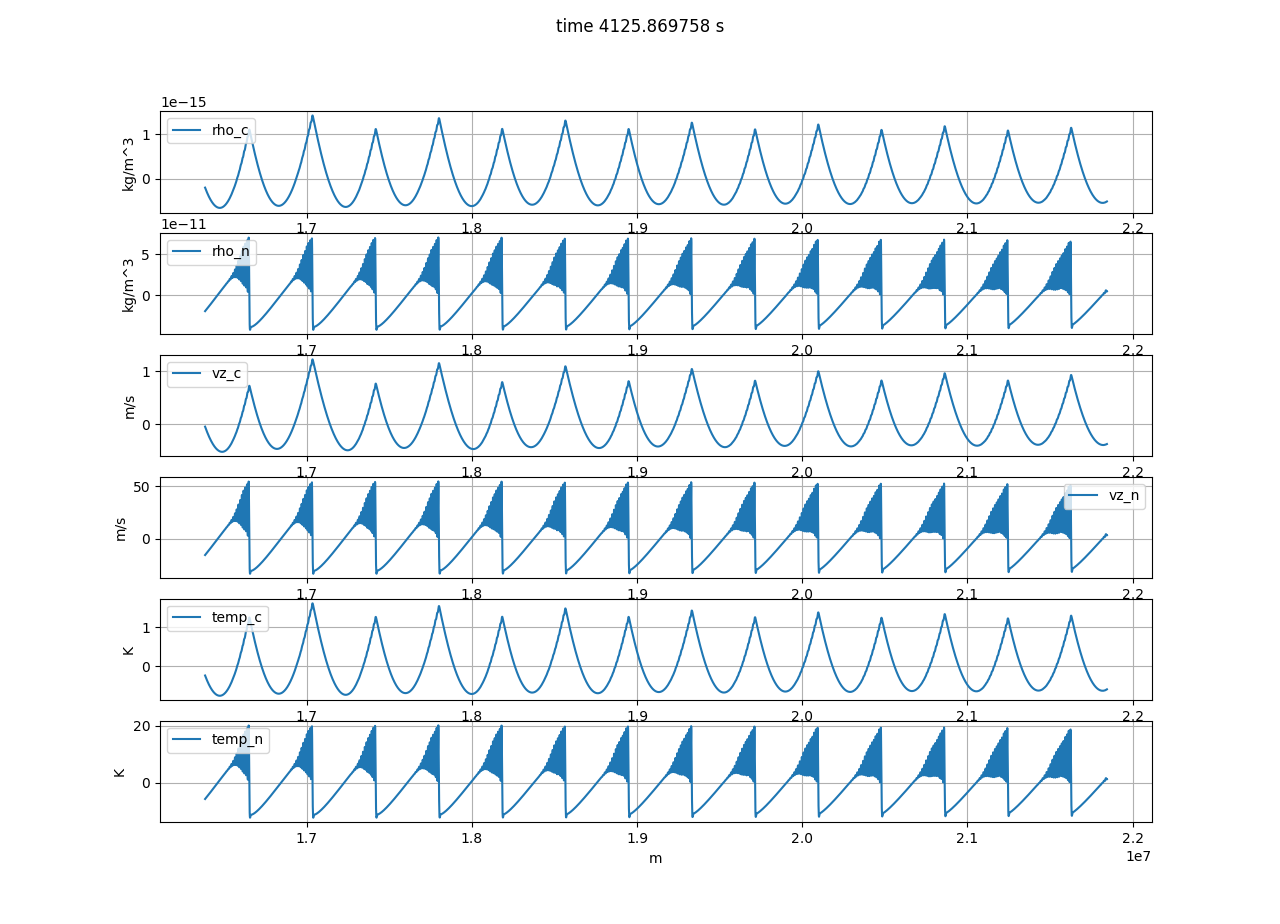 time 4125.869758 s
1e−15
rho_c
kg/m^3
1
0
1.7 1.8 1.9 2.0 2.1 2.2
1e−11
rho_n
kg/m^3
5
0
1.7 1.8 1.9 2.0 2.1 2.2
vz_c
m/s
1
0
1.7 1.8 1.9 2.0 2.1 2.2
vz_n
m/s
50
0
1.7 1.8 1.9 2.0 2.1 2.2
temp_c
K
1
0
1.7 1.8 1.9 2.0 2.1 2.2
temp_n
K
20
0
1.7 1.8 1.9 2.0 2.1 2.2
m
1e7